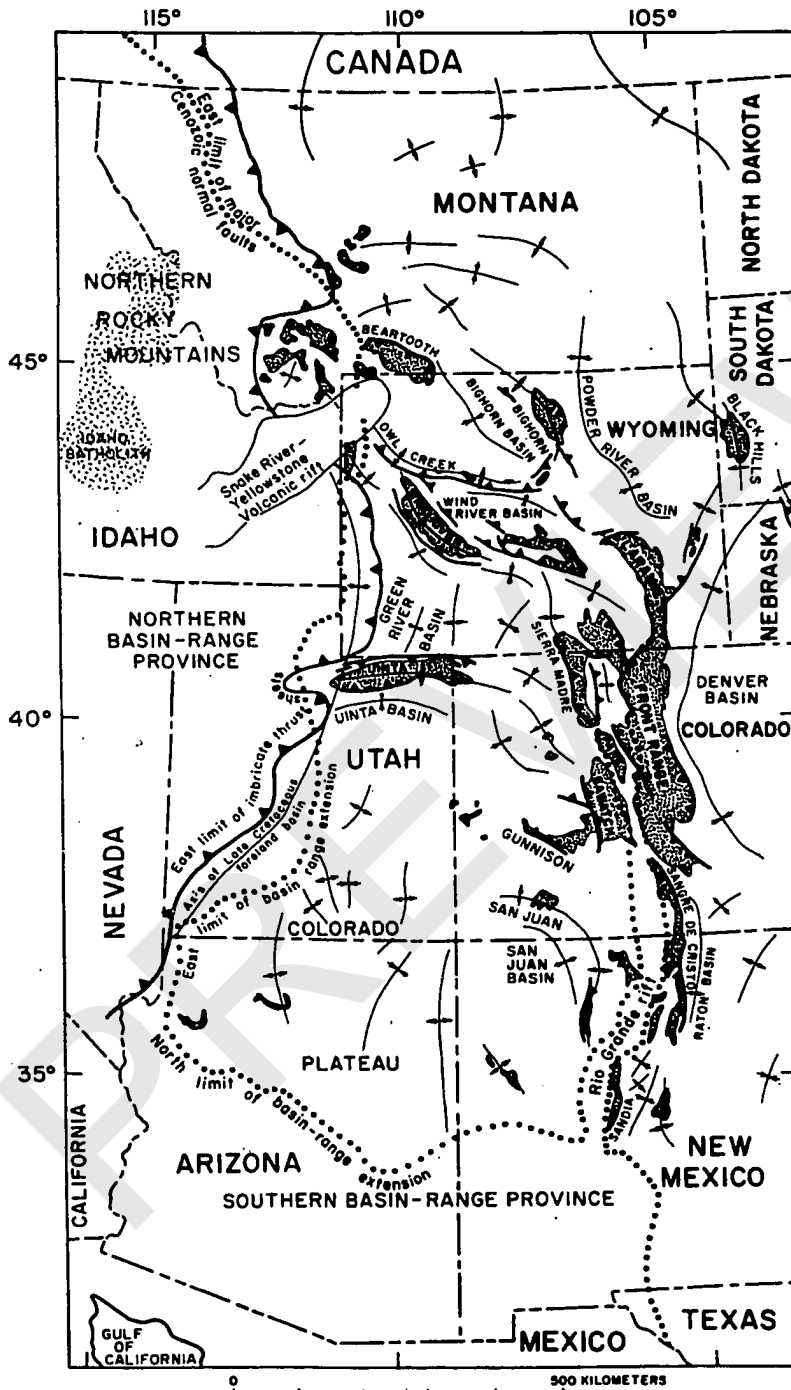 115° 110° 105°
CANADA
East limit of major
Cenozoic normal faults
MONTANA
NORTH DAKOTA
NORTHERN
ROCKY
MOUNTAINS
SOUTH
DAKOTA
45°
BEARTOOTH
BIGHORN BASIN
BIGHORN
POWDER RIVER BASIN
WYOMING
BLACK HILLS
IDAHO
BATHOLITH
OWL CREEK
Snake River-
Yellowstone
Volcanic rift
WIND
RIVER BASIN
IDAHO
NEBRASKA
NORTHERN
BASIN-RANGE
PROVINCE
GREEN
RIVER
BASIN
SIERRA MADRE
UINTA
DENVER
BASIN
FRONT RANGE
40°
UINTA BASIN
COLORADO
UTAH
East limit of imbricate thrusts
Axis of Late Cretaceous
foreland basin
East limit of basin range extension
NEVADA
GUNNISON
SAN JUAN
SANGRE DE CRISTO
COLORADO
SAN
JUAN
BASIN
RATON BASIN
Rio Grande rift
35°
PLATEAU
North limit of basin-range extension
SANDIA
ARIZONA
NEW
MEXICO
CALIFORNIA
SOUTHERN BASIN-RANGE PROVINCE
TEXAS
MEXICO
GULF
OF
CALIFORNIA
0 500 KILOMETERS